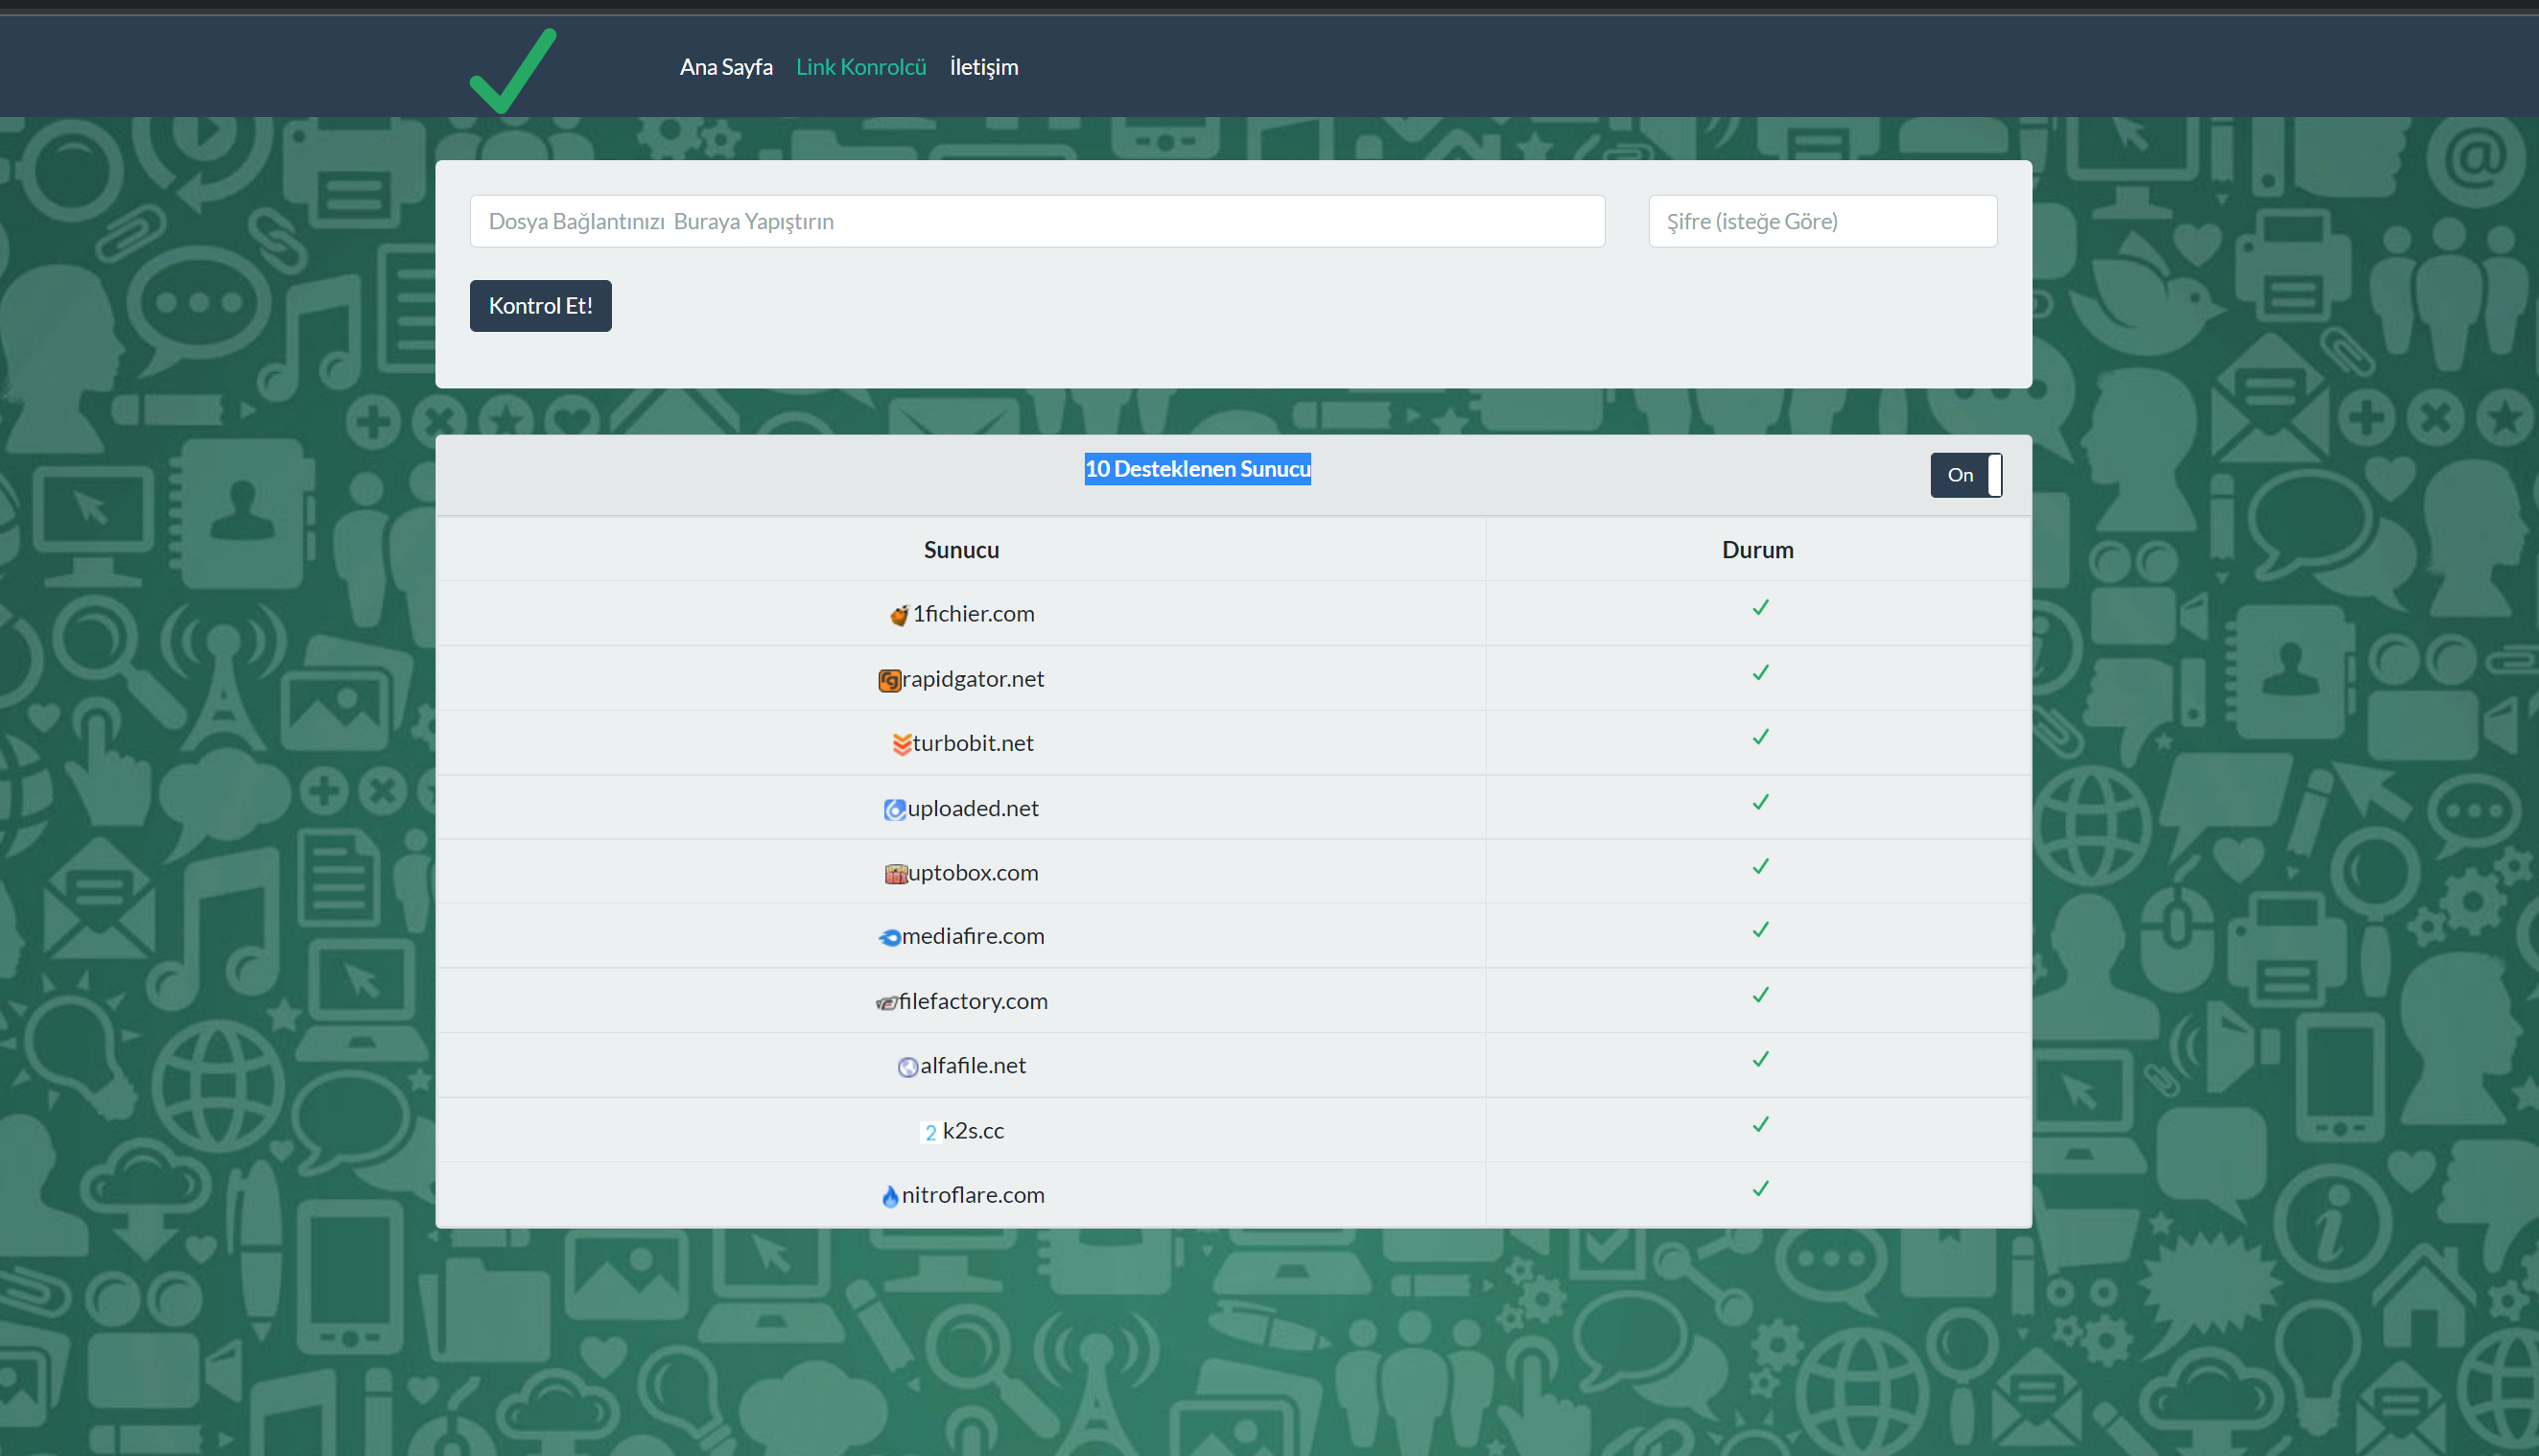 Ana Sayfa Link Konrolcü İletişim
Dosya Bağlantınızı Buraya Yapıştırın Şifre (isteğe Göre)
Kontrol Et!
10 Desteklenen Sunucu On
Sunucu Durum
1fichier.com
rapidgator.net
turbobit.net
uploaded.net
uptobox.com
mediafire.com
filefactory.com
alfafile.net
2 k2s.cc
nitroflare.com